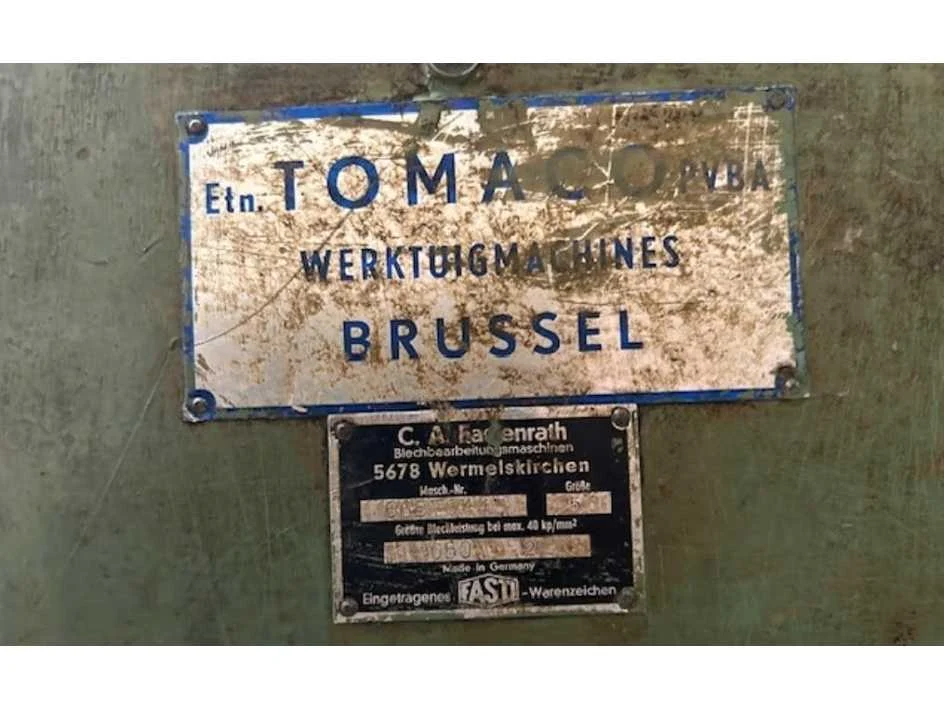 Etn. TOMACO PVBA
WERKTUIGMACHINES
BRUSSEL
C. A.
Blechbearbeitungsmaschinen
5678 Wermelskirchen
Masch.-Nr. Größe
Größte Blechleistung bei max. 40 kp/mm²
Made in Germany
Eingetragenes FASTI -Warenzeichen